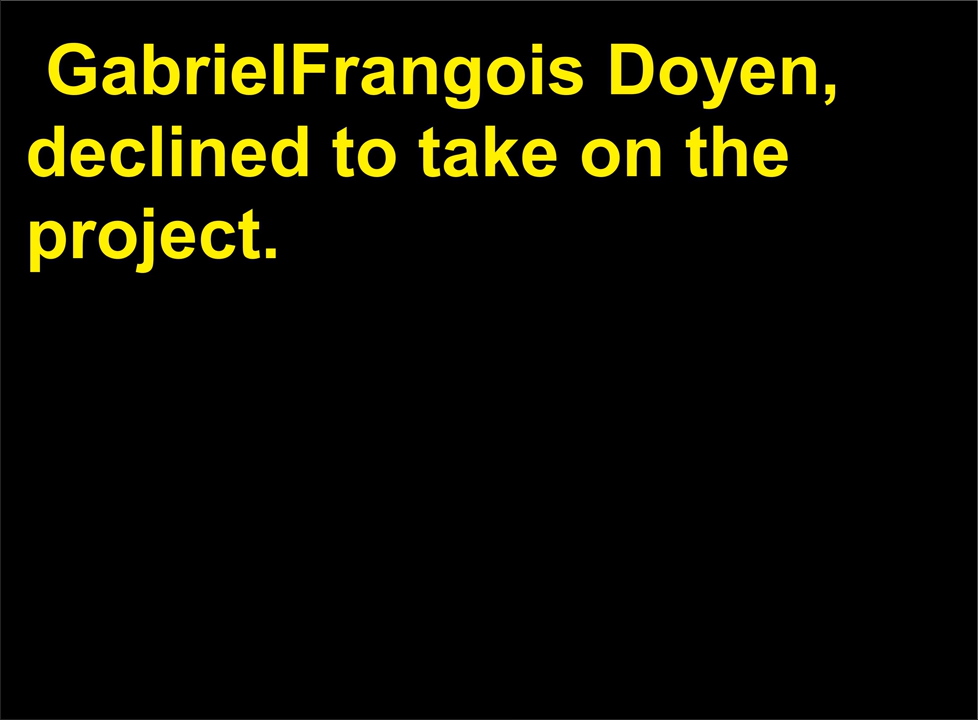 GabrielFrangois Doyen,
declined to take on the
project.